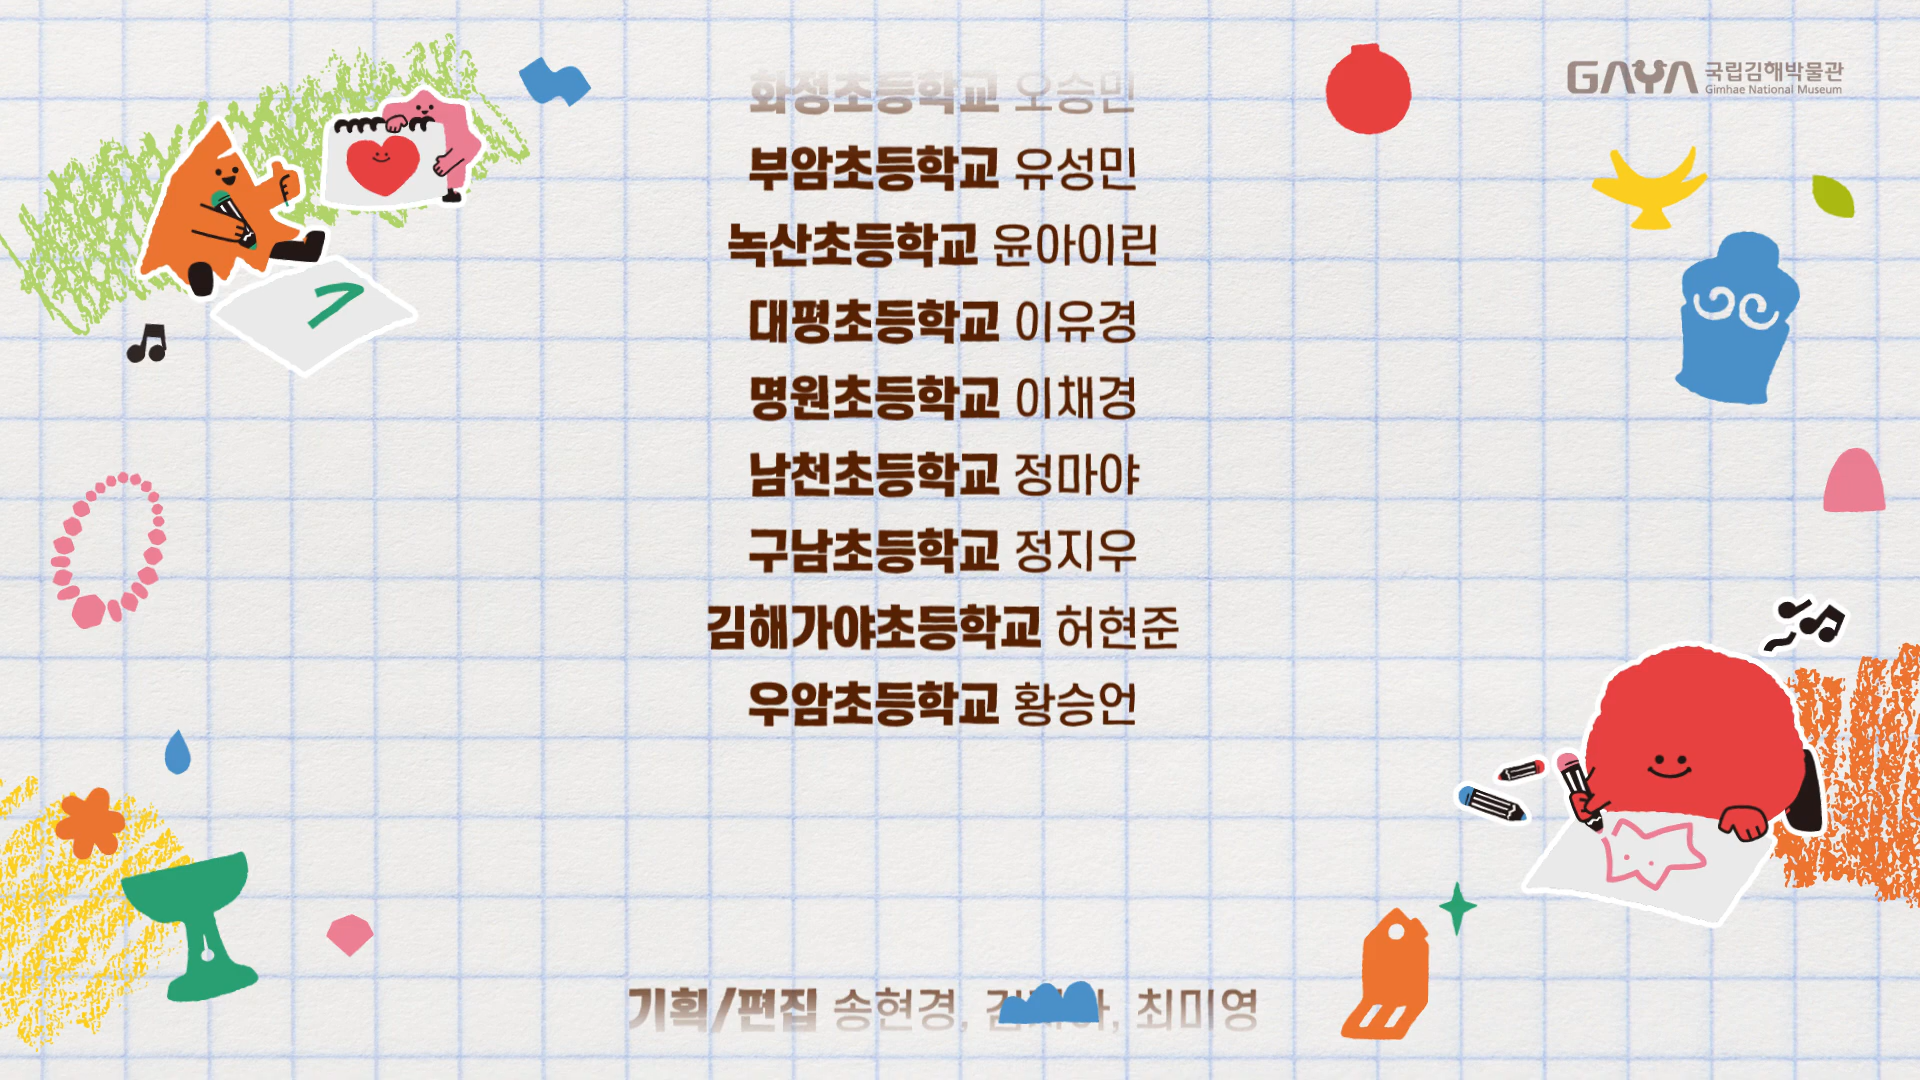 GAYA 국립김해박물관
Gimhae National Museum
화정초등학교 오승민
부암초등학교 유성민
녹산초등학교 윤아이린
대평초등학교 이유경
명원초등학교 이채경
남천초등학교 정마야
구남초등학교 정지우
김해가야초등학교 허현준
우암초등학교 황승언
기획/편집 송현경, 최미영